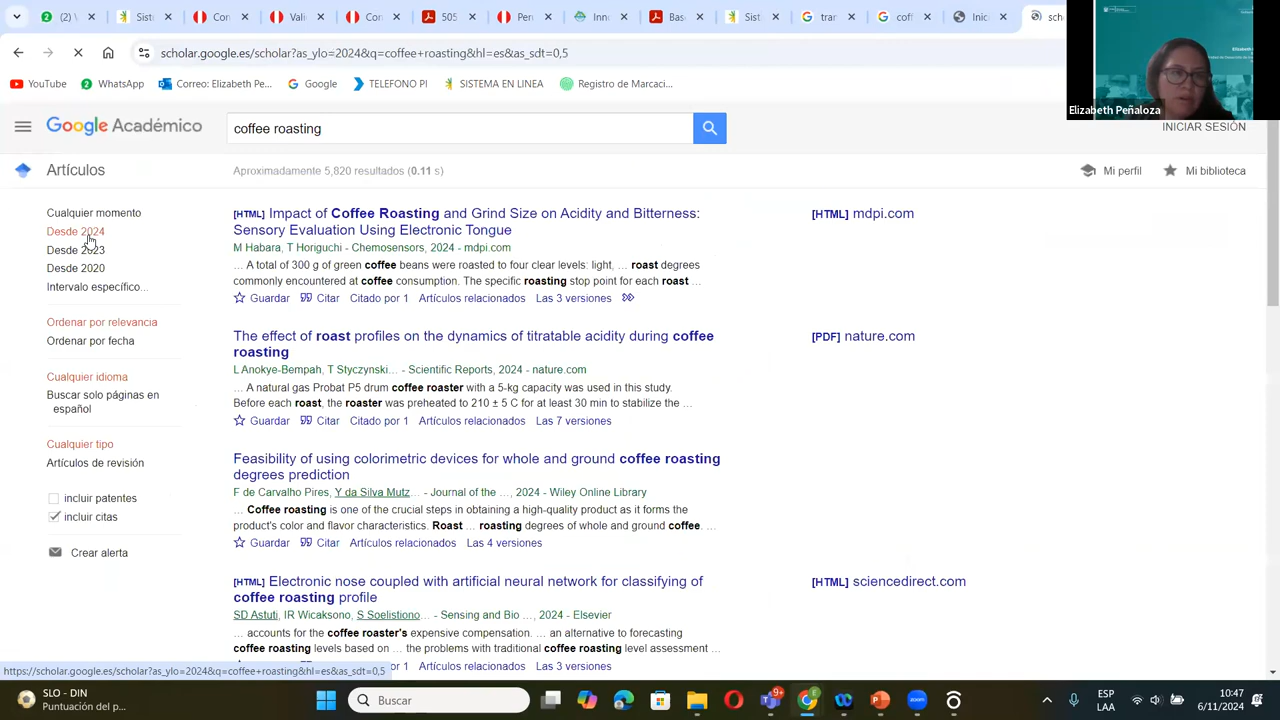 (2)
505
Per
Inno
Bas
Sist
tran
Inic
scho
scholar.google.es/scholar?as_ylo=2024&q=coffee+roasting&hl=es&as_sdt=0,5
YouTube
WhatsApp
Correo: Elizabeth Pe...
Google
TELEFONO PI
SISTEMA EN LINEA
Registro de Marcaci...
Elizabeth Peñaloza
Google Académico
coffee roasting
INICIAR SESIÓN
Artículos
Aproximadamente 5,820 resultados (0.11 s)
Mi perfil
Mi biblioteca
Cualquier momento
Desde 2024
Desde 2023
Desde 2020
Intervalo específico...
Ordenar por relevancia
Ordenar por fecha
Cualquier idioma
Buscar solo páginas en
español
Cualquier tipo
Artículos de revisión
incluir patentes
incluir citas
Crear alerta
[HTML] Impact of Coffee Roasting and Grind Size on Acidity and Bitterness:
Sensory Evaluation Using Electronic Tongue
M Habara, T Horiguchi - Chemosensors, 2024 - mdpi.com
... A total of 300 g of green coffee beans were roasted to four clear levels: light, ... roast degrees
commonly encountered at coffee consumption. The specific roasting stop point for each roast ...
Guardar Citar Citado por 1 Artículos relacionados Las 3 versiones
[HTML] mdpi.com
The effect of roast profiles on the dynamics of titratable acidity during coffee
roasting
L Anokye-Bempah, T Styczynski... - Scientific Reports, 2024 - nature.com
... A natural gas Probat P5 drum coffee roaster with a 5-kg capacity was used in this study.
Before each roast, the roaster was preheated to 210 ± 5 C for at least 30 min to stabilize the ...
Guardar Citar Citado por 1 Artículos relacionados Las 7 versiones
[PDF] nature.com
Feasibility of using colorimetric devices for whole and ground coffee roasting
degrees prediction
F de Carvalho Pires, Y da Silva Mutz... - Journal of the ..., 2024 - Wiley Online Library
... Coffee roasting is one of the crucial steps in obtaining a high-quality product as it forms the
product's color and flavor characteristics. Roast ... roasting degrees of whole and ground coffee. ...
Guardar Citar Artículos relacionados Las 4 versiones
[HTML] Electronic nose coupled with artificial neural network for classifying of
coffee roasting profile
SD Astuti, IR Wicaksono, S Soelistiono... - Sensing and Bio ..., 2024 - Elsevier
... accounts for the coffee roaster's expensive compensation. ... an alternative to forecasting
coffee roasting levels based on ... the problems with traditional coffee roasting level assessment ...
por 1 Artículos relacionados Las 3 versiones
[HTML] sciencedirect.com
https://scholar.google.es/scholar?as_ylo=2024&q=coffee+roasting&hl=es&as_sdt=0,5
SLO - DIN
Puntuación del p...
Buscar
9+
ESP
LAA
10:47
6/11/2024